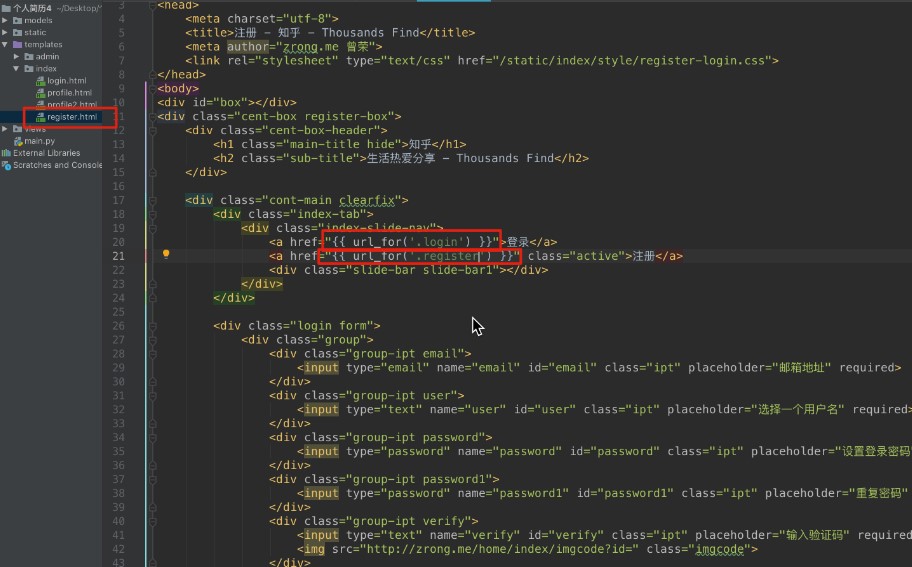 个人简历4 ~/Desktop/
models
static
templates
admin
index
login.html
profile.html
profile2.html
register.html
views
main.py
External Libraries
Scratches and Console
3 <head>
4 <meta charset="utf-8">
5 <title>注册 - 知乎 - Thousands Find</title>
6 <meta author="zrong.me 曾荣">
7 <link rel="stylesheet" type="text/css" href="/static/index/style/register-login.css">
8 </head>
9 <body>
10 <div id="box"></div>
11 <div class="cent-box register-box">
12 <div class="cent-box-header">
13 <h1 class="main-title hide">知乎</h1>
14 <h2 class="sub-title">生活热爱分享 - Thousands Find</h2>
15 </div>
16
17 <div class="cont-main clearfix">
18 <div class="index-tab">
19 <div class="index-slide-nav">
20 <a href="{{ url_for('.login') }}">登录</a>
21 <a href="{{ url_for('.register') }}" class="active">注册</a>
22 <div class="slide-bar slide-bar1"></div>
23 </div>
24 </div>
25
26 <div class="login form">
27 <div class="group">
28 <div class="group-ipt email">
29 <input type="email" name="email" id="email" class="ipt" placeholder="邮箱地址" required>
30 </div>
31 <div class="group-ipt user">
32 <input type="text" name="user" id="user" class="ipt" placeholder="选择一个用户名" required>
33 </div>
34 <div class="group-ipt password">
35 <input type="password" name="password" id="password" class="ipt" placeholder="设置登录密码
36 </div>
37 <div class="group-ipt password1">
38 <input type="password" name="password1" id="password1" class="ipt" placeholder="重复密码"
39 </div>
40 <div class="group-ipt verify">
41 <input type="text" name="verify" id="verify" class="ipt" placeholder="输入验证码" required
42 <img src="http://zrong.me/home/index/imgcode?id=" class="imgcode">
43 </div>